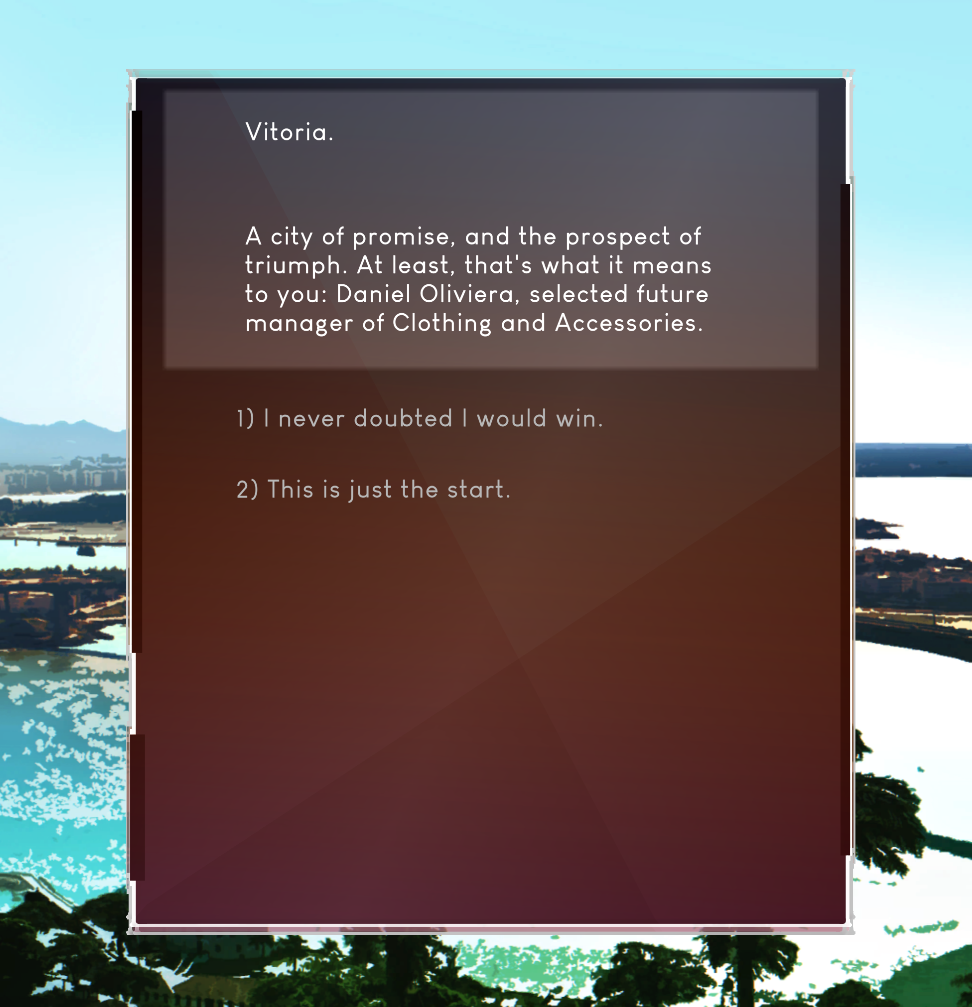 Vitoria.
A city of promise, and the prospect of
triumph. At least, that's what it means
to you: Daniel Oliviera, selected future
manager of Clothing and Accessories.
1) I never doubted I would win.
2) This is just the start.